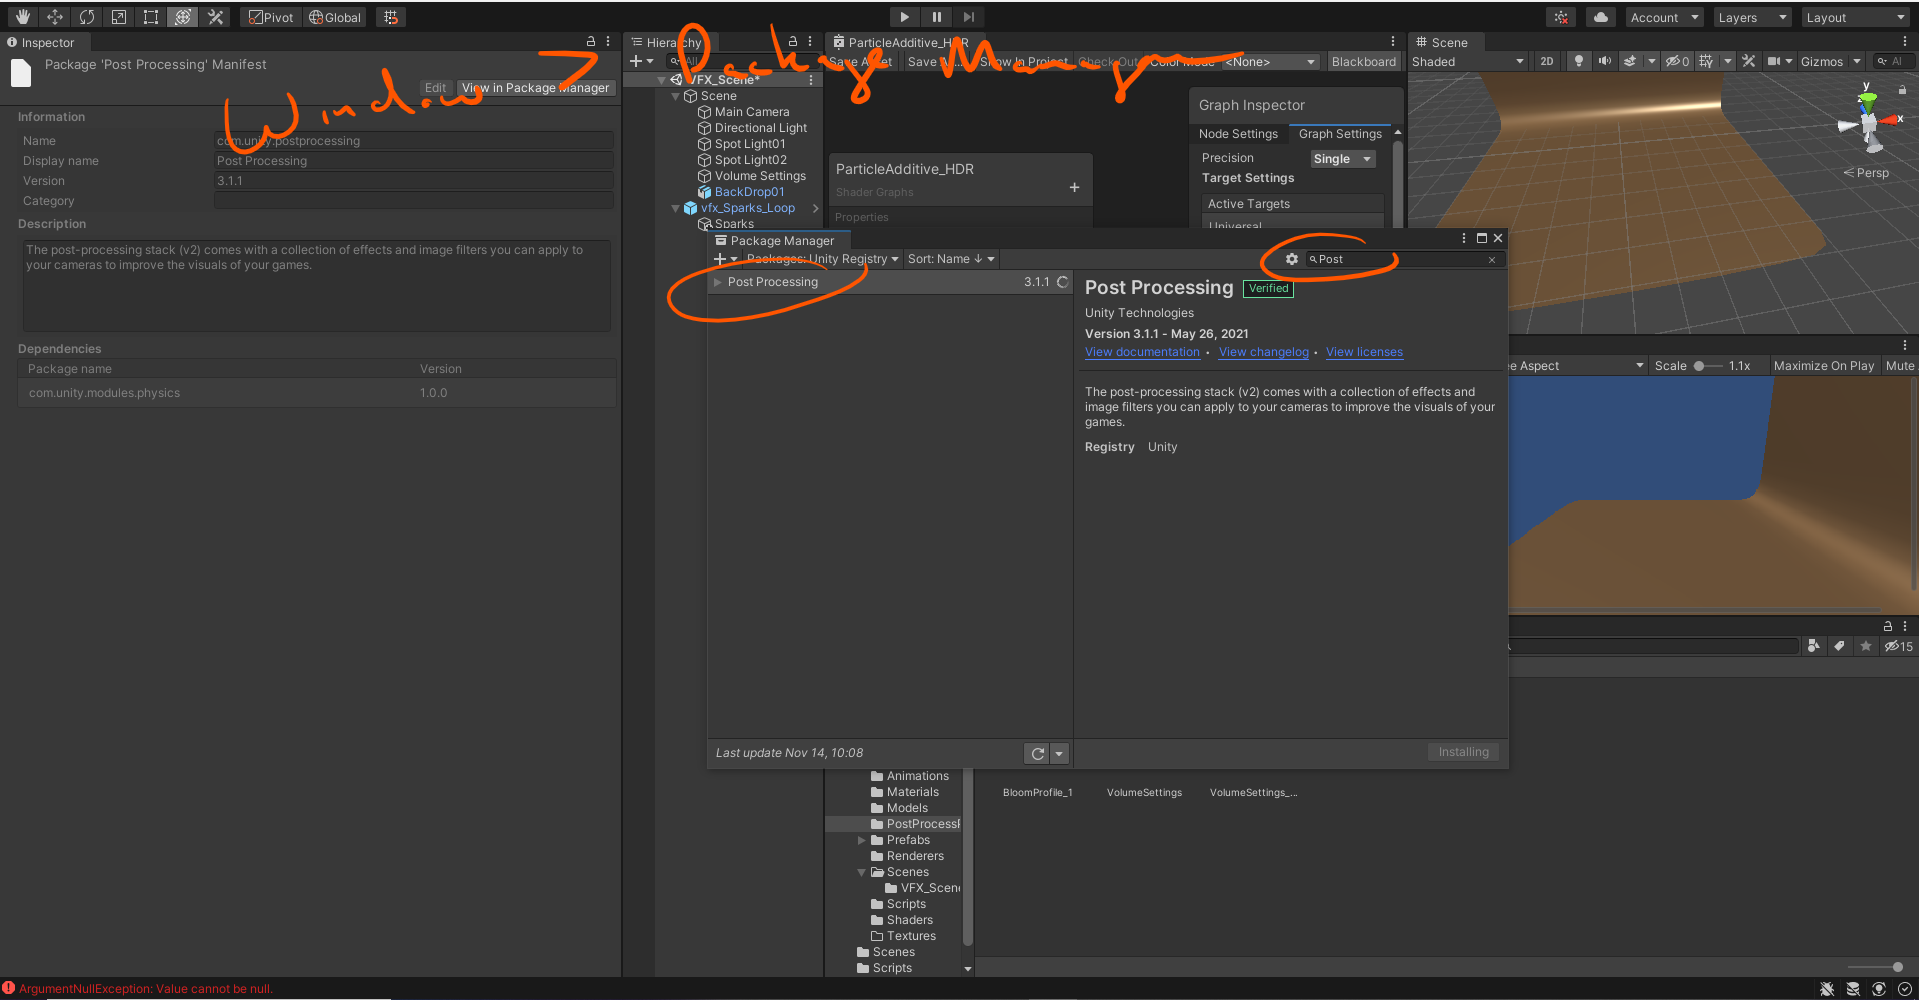 Pivot Global Account Layers Layout
Inspector
Package 'Post Processing' Manifest
Edit View in Package Manager
Window → Package Manager
Information
Name com.unity.postprocessing
Display name Post Processing
Version 3.1.1
Category
Description
The post-processing stack (v2) comes with a collection of effects and image filters you can apply to
your cameras to improve the visuals of your games.
Dependencies
Package name Version
com.unity.modules.physics 1.0.0
Hierarchy
All
VFX_Scene*
Scene
Main Camera
Directional Light
Spot Light01
Spot Light02
Volume Settings
BackDrop01
vfx_Sparks_Loop
Sparks
ParticleAdditive_HDR
Save Asset Save Show In Project Check Out Color Mode <None> Blackboard
ParticleAdditive_HDR
Shader Graphs
Properties
Graph Inspector
Node Settings Graph Settings
Precision Single
Target Settings
Active Targets
Universal
Scene
Shaded 2D 0 Gizmos Al
y
z
x
Persp
Package Manager
Packages: Unity Registry Sort: Name ↓ Post
Post Processing 3.1.1
Post Processing Verified
Unity Technologies
Version 3.1.1 - May 26, 2021
View documentation • View changelog • View licenses
The post-processing stack (v2) comes with a collection of effects and
image filters you can apply to your cameras to improve the visuals of your
games.
Registry Unity
Last update Nov 14, 10:08 Installing
e Aspect Scale 1.1x Maximize On Play Mute
15
Animations
Materials
Models
PostProcess
Prefabs
Renderers
Scenes
VFX_Scene
Scripts
Shaders
Textures
Scenes
Scripts
BloomProfile_1 VolumeSettings VolumeSettings_...
ArgumentNullException: Value cannot be null.